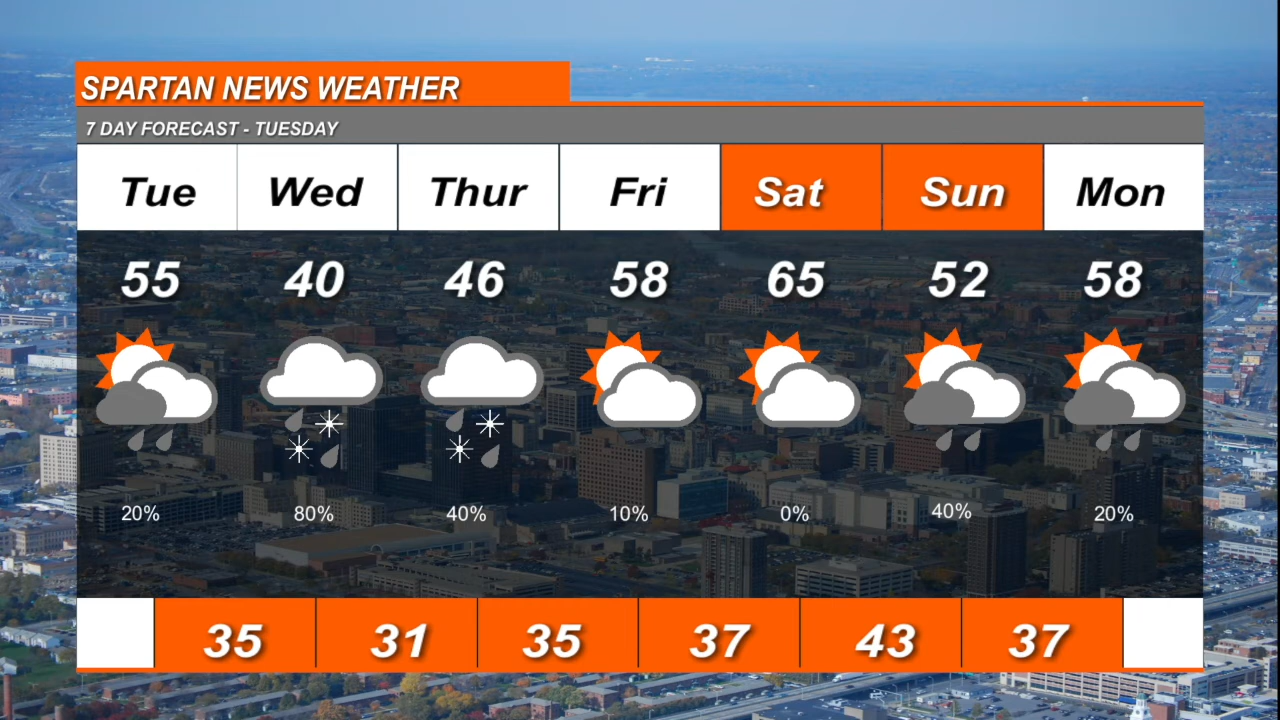 SPARTAN NEWS WEATHER
7 DAY FORECAST - TUESDAY
Tue Wed Thur Fri Sat Sun Mon
55 40 46 58 65 52 58
20% 80% 40% 10% 0% 40% 20%
35 31 35 37 43 37